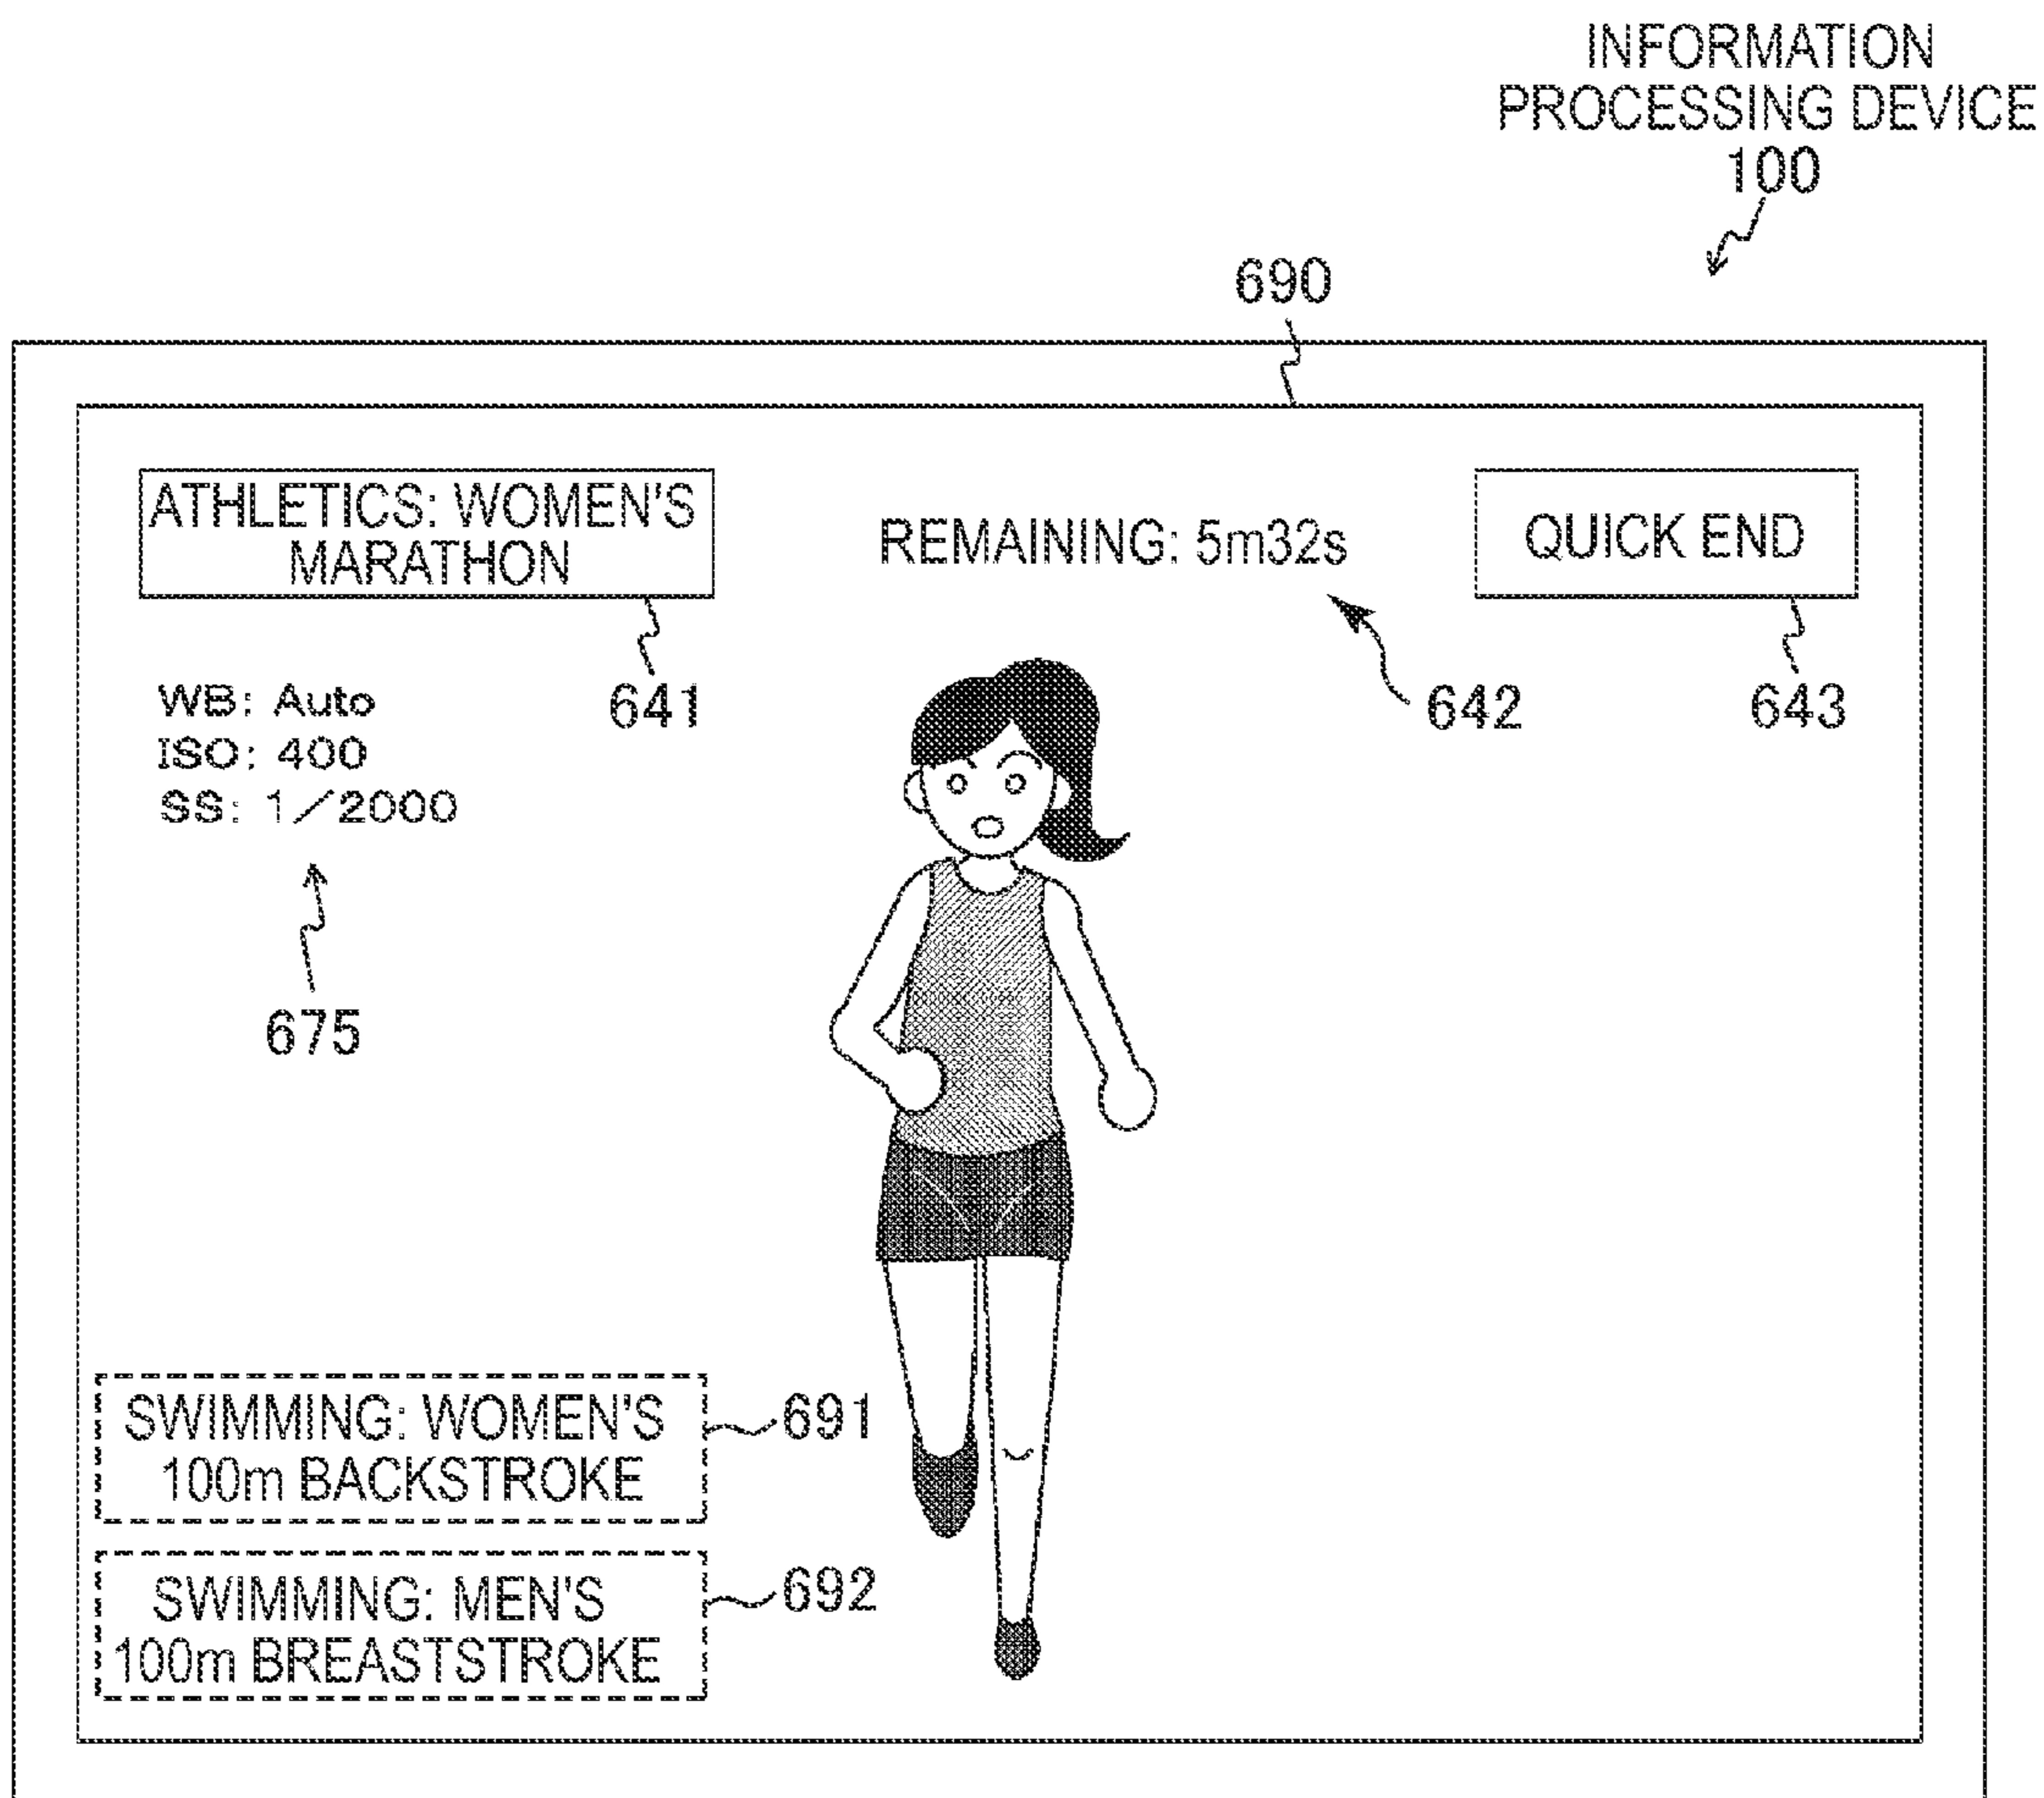 INFORMATION
PROCESSING DEVICE
100
690
ATHLETICS: WOMEN'S
MARATHON
REMAINING: 5m32s
QUICK END
641
642
643
WB: Auto
ISO: 400
SS: 1/2000
675
SWIMMING: WOMEN'S
100m BACKSTROKE
691
SWIMMING: MEN'S
100m BREASTSTROKE
692